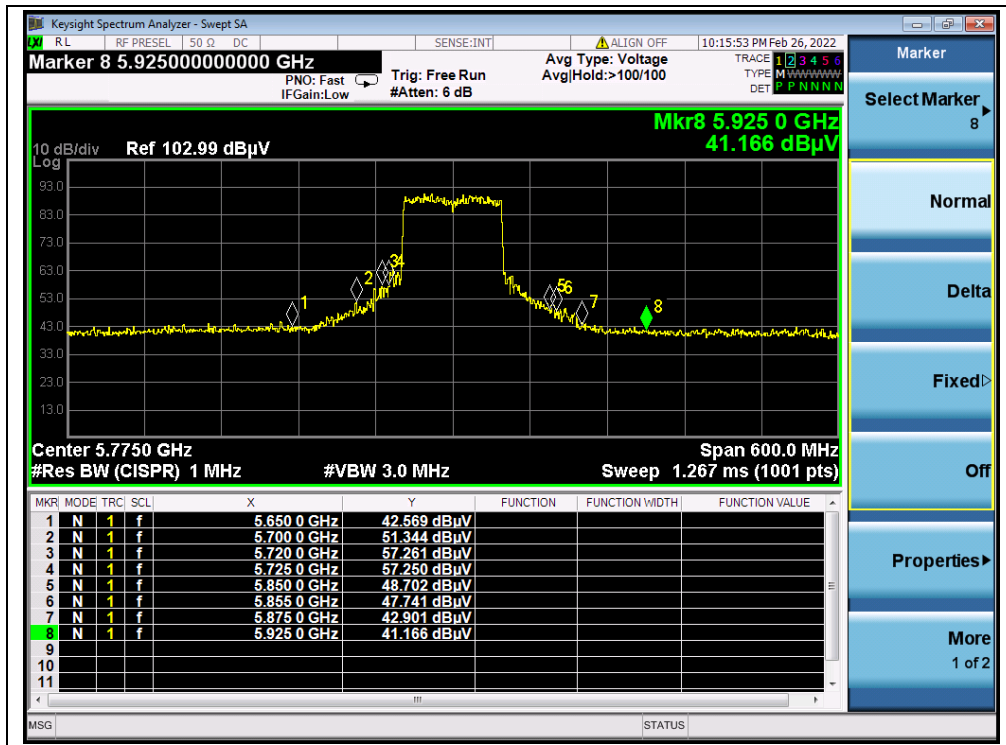 Keysight Spectrum Analyzer - Swept SA
LXI RL RF PRESEL 50 Ω DC SENSE:INT ALIGN OFF 10:15:53 PM Feb 26, 2022
Marker 8 5.925000000000 GHz
PNO: Fast
IFGain:Low
Trig: Free Run
#Atten: 6 dB
Avg Type: Voltage
Avg|Hold:>100/100
TRACE 1 2 3 4 5 6
TYPE M W W W W W
DET P P N N N N
Mkr8 5.925 0 GHz
41.166 dBµV
10 dB/div Ref 102.99 dBµV
Log
93.0
83.0
73.0
63.0
53.0
43.0
33.0
23.0
13.0
1
2
3
4
5
6
7
8
Center 5.7750 GHz Span 600.0 MHz
#Res BW (CISPR) 1 MHz #VBW 3.0 MHz Sweep 1.267 ms (1001 pts)
MKR MODE TRC SCL X Y FUNCTION FUNCTION WIDTH FUNCTION VALUE
1 N 1 f 5.650 0 GHz 42.569 dBµV
2 N 1 f 5.700 0 GHz 51.344 dBµV
3 N 1 f 5.720 0 GHz 57.261 dBµV
4 N 1 f 5.725 0 GHz 57.250 dBµV
5 N 1 f 5.850 0 GHz 48.702 dBµV
6 N 1 f 5.855 0 GHz 47.741 dBµV
7 N 1 f 5.875 0 GHz 42.901 dBµV
8 N 1 f 5.925 0 GHz 41.166 dBµV
9
10
11
MSG STATUS
Marker
Select Marker
8
Normal
Delta
Fixed
Off
Properties
More
1 of 2